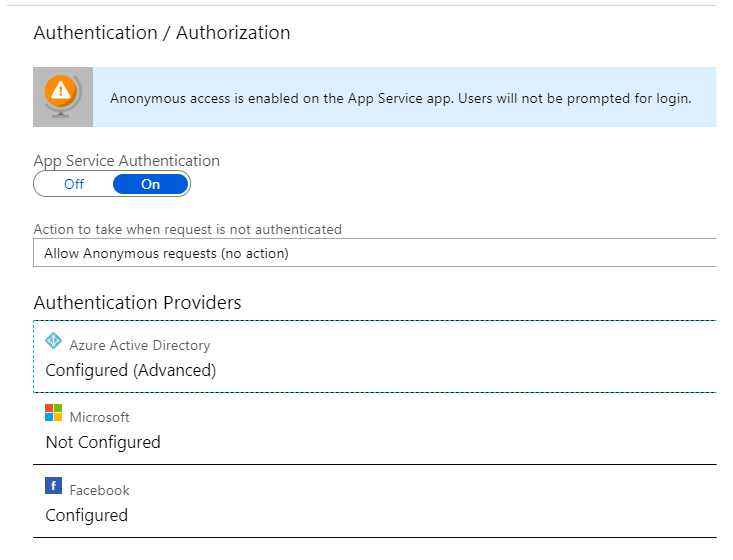 Authentication / Authorization
Anonymous access is enabled on the App Service app. Users will not be prompted for login.
App Service Authentication
Off On
Action to take when request is not authenticated
Allow Anonymous requests (no action)
Authentication Providers
Azure Active Directory
Configured (Advanced)
Microsoft
Not Configured
Facebook
Configured